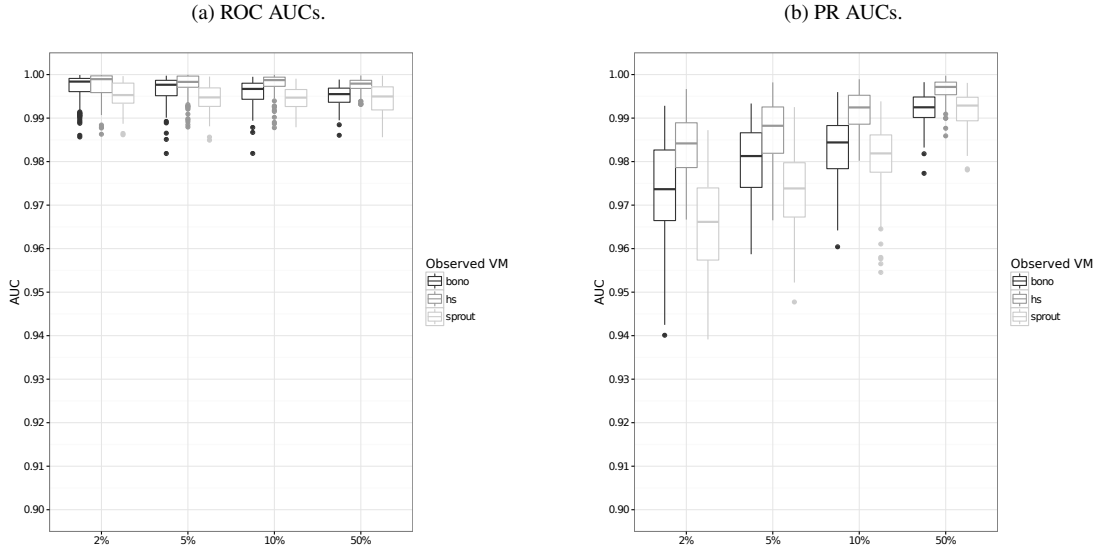 (a) ROC AUCs.
1.00
0.99
0.98
0.97
0.96
0.95
0.94
0.93
0.92
0.91
0.90
AUC
2%
5%
10%
50%
Observed VM
bono
hs
sprout
(b) PR AUCs.
1.00
0.99
0.98
0.97
0.96
0.95
0.94
0.93
0.92
0.91
0.90
AUC
2%
5%
10%
50%
Observed VM
bono
hs
sprout